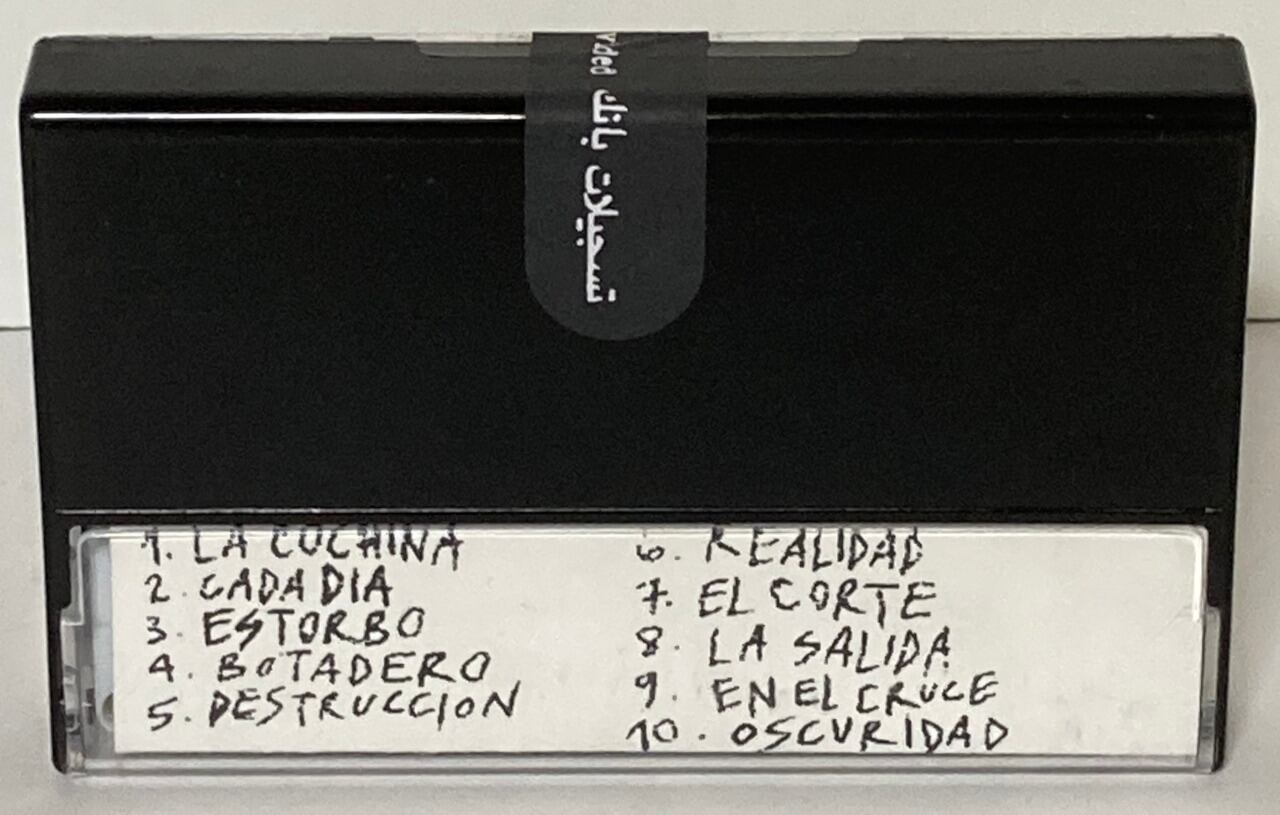 تسجيلات بانك
1. LA COCHINA
2. CADA DIA
3. ESTORBO
4. BOTADERO
5. DESTRUCCION
6. REALIDAD
7. EL CORTE
8. LA SALIDA
9. EN EL CRUCE
10. OSCURIDAD